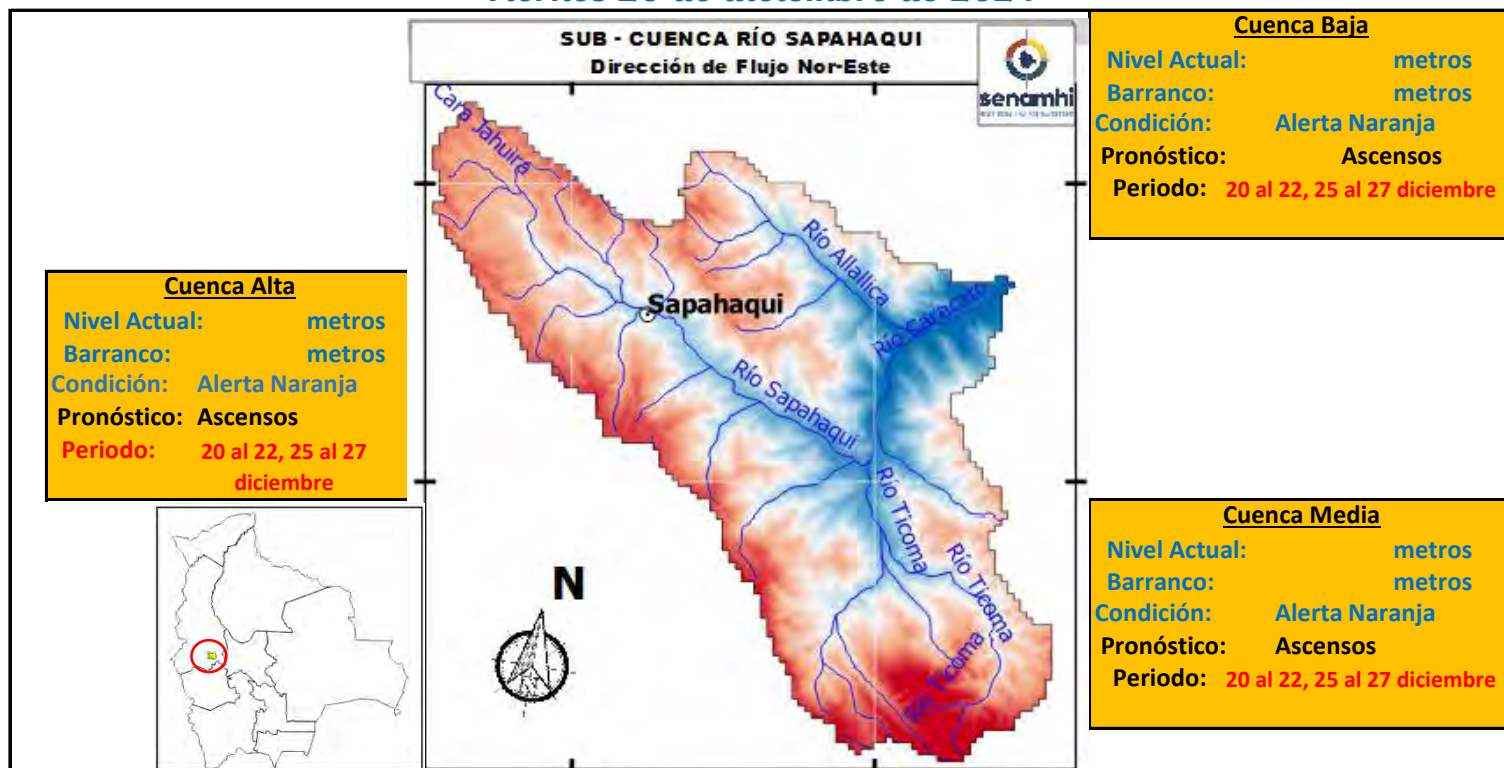 SUB - CUENCA RÍO SAPAHAQUI
Dirección de Flujo Nor-Este
senamhi
Cuenca Baja
Nivel Actual: metros
Barranco: metros
Condición: Alerta Naranja
Pronóstico: Ascensos
Periodo: 20 al 22, 25 al 27 diciembre
Cuenca Alta
Nivel Actual: metros
Barranco: metros
Condición: Alerta Naranja
Pronóstico: Ascensos
Periodo: 20 al 22, 25 al 27
diciembre
Cara Jahuira
Río Allallica
Río Caracato
Sapahaqui
Río Sapahaqui
Río Ticoma
Río Ticoma
Río Ticoma
N
Cuenca Media
Nivel Actual: metros
Barranco: metros
Condición: Alerta Naranja
Pronóstico: Ascensos
Periodo: 20 al 22, 25 al 27 diciembre